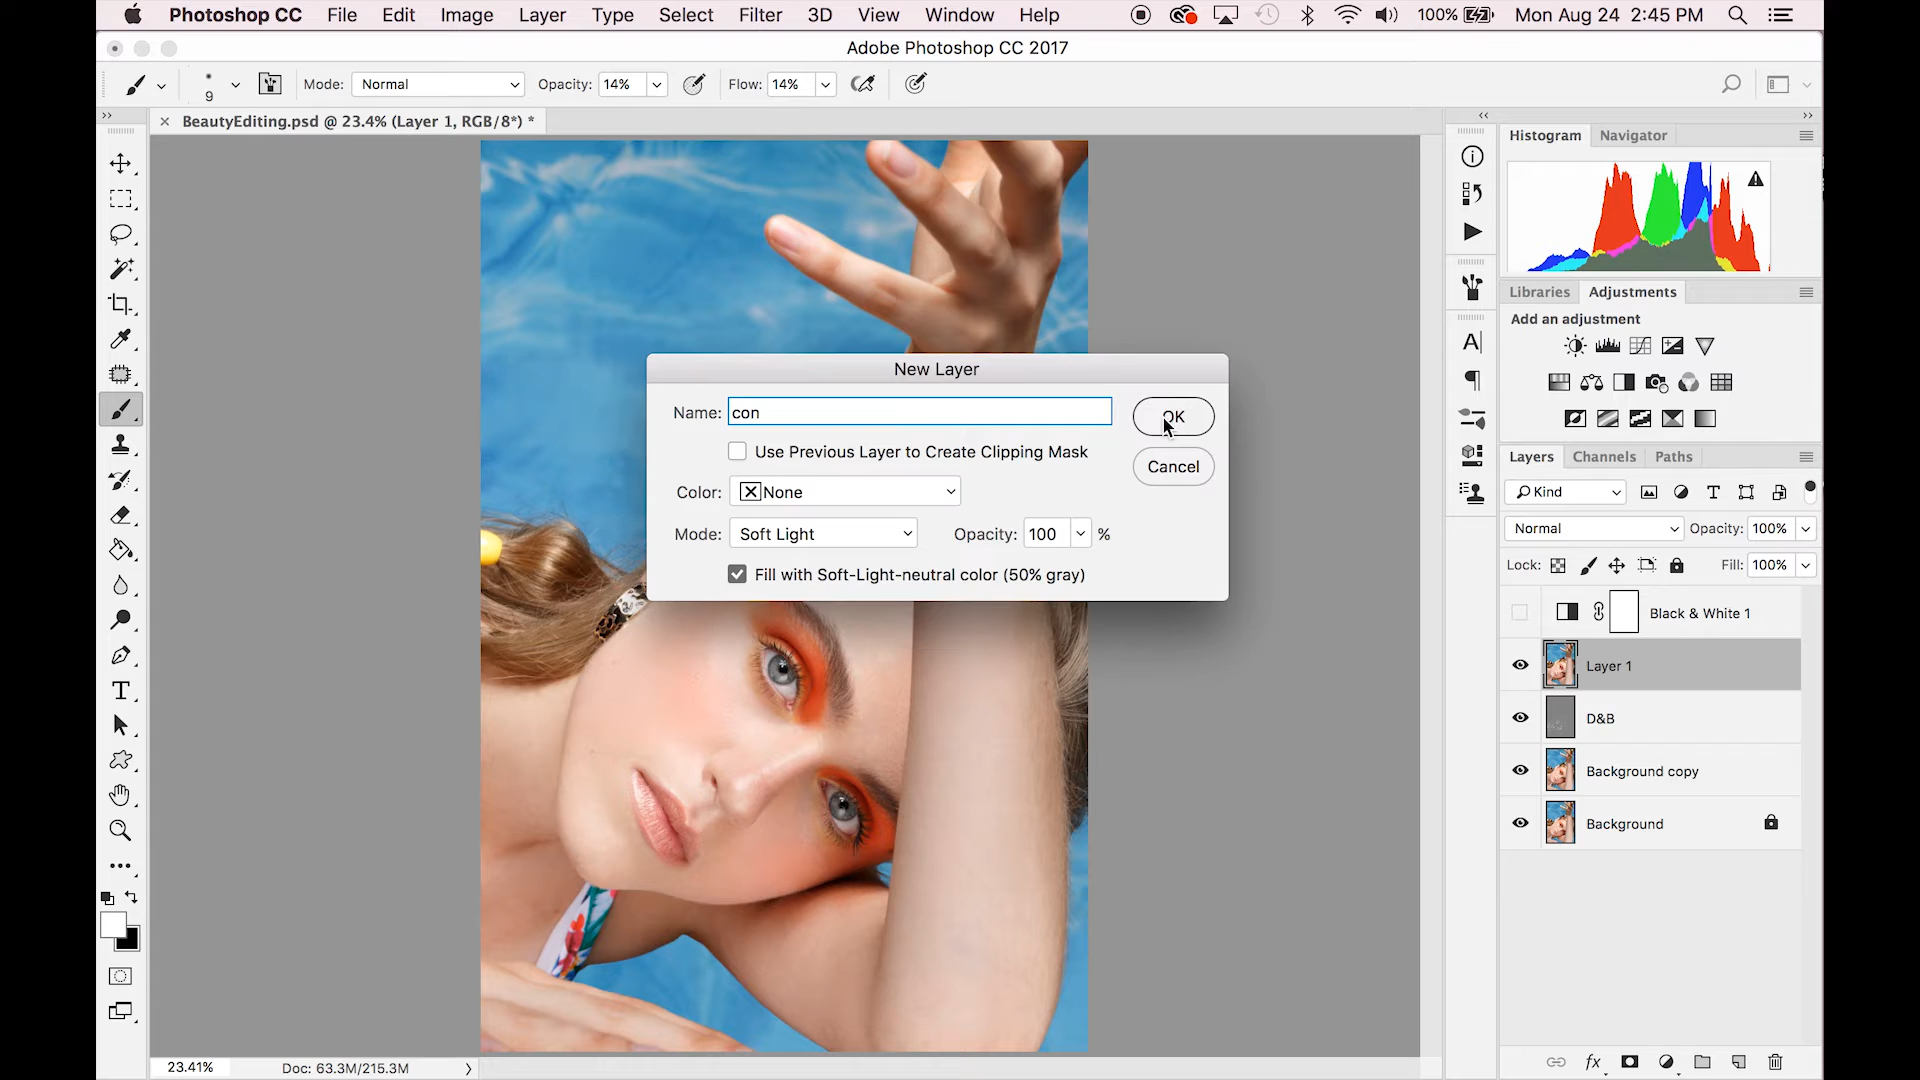 Photoshop CC File Edit Image Layer Type Select Filter 3D View Window Help 100% Mon Aug 24 2:45 PM
Adobe Photoshop CC 2017
9 Mode: Normal Opacity: 14% Flow: 14%
× BeautyEditing.psd @ 23.4% (Layer 1, RGB/8*) *
Histogram Navigator
Libraries Adjustments
Add an adjustment
New Layer
Name: con OK
Use Previous Layer to Create Clipping Mask
Cancel
Color: None
Mode: Soft Light Opacity: 100 %
Fill with Soft-Light-neutral color (50% gray)
Layers Channels Paths
Kind
Normal Opacity: 100%
Lock: Fill: 100%
Black & White 1
Layer 1
D&B
Background copy
Background
fx
23.41% Doc: 63.3M/215.3M